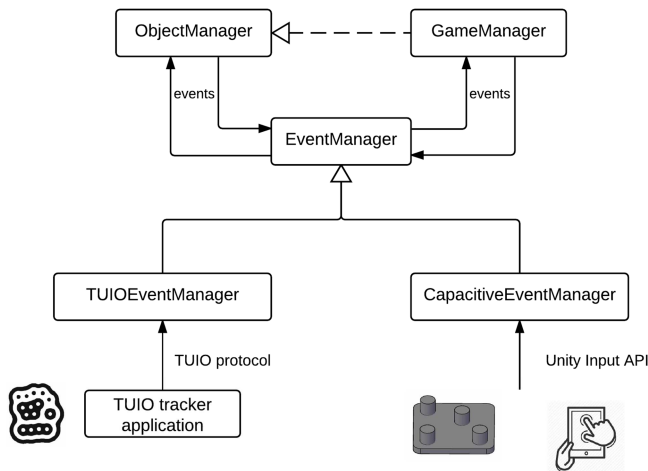 ObjectManager
GameManager
events
events
EventManager
TUIOEventManager
CapacitiveEventManager
TUIO protocol
Unity Input API
TUIO tracker
application